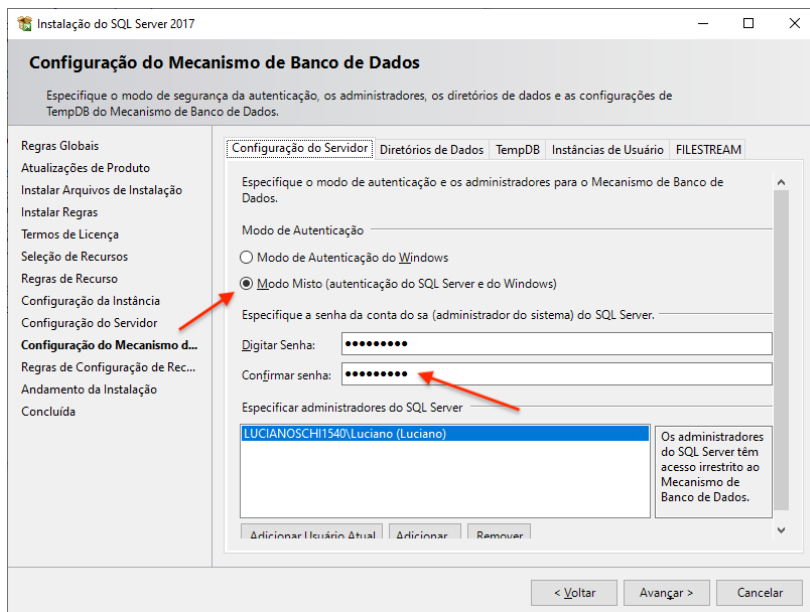 Instalação do SQL Server 2017
Configuração do Mecanismo de Banco de Dados
Especifique o modo de segurança da autenticação, os administradores, os diretórios de dados e as configurações de
TempDB do Mecanismo de Banco de Dados.
Regras Globais
Atualizações de Produto
Instalar Arquivos de Instalação
Instalar Regras
Termos de Licença
Seleção de Recursos
Regras de Recurso
Configuração da Instância
Configuração do Servidor
Configuração do Mecanismo d...
Regras de Configuração de Rec...
Andamento da Instalação
Concluída
Configuração do Servidor Diretórios de Dados TempDB Instâncias de Usuário FILESTREAM
Especifique o modo de autenticação e os administradores para o Mecanismo de Banco de
Dados.
Modo de Autenticação
Modo de Autenticação do Windows
Modo Misto (autenticação do SQL Server e do Windows)
Especifique a senha da conta do sa (administrador do sistema) do SQL Server.
Digitar Senha: •••••••••
Confirmar senha: •••••••••
Especificar administradores do SQL Server
LUCIANOSCHI1540\Luciano (Luciano)
Os administradores
do SQL Server têm
acesso irrestrito ao
Mecanismo de
Banco de Dados.
Adicionar Usuário Atual Adicionar... Remover
< Voltar Avançar > Cancelar